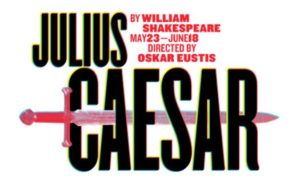 JULIUS
BY WILLIAM
SHAKESPEARE
MAY 23–JUNE 18
DIRECTED BY
OSKAR EUSTIS
CAESAR